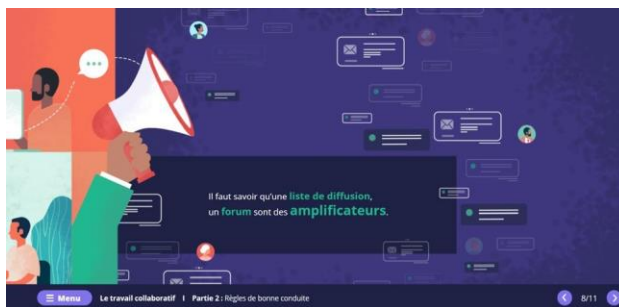 Il faut savoir qu'une liste de diffusion,
un forum sont des amplificateurs.
Menu
Le travail collaboratif I Partie 2 : Règles de bonne conduite
8/11